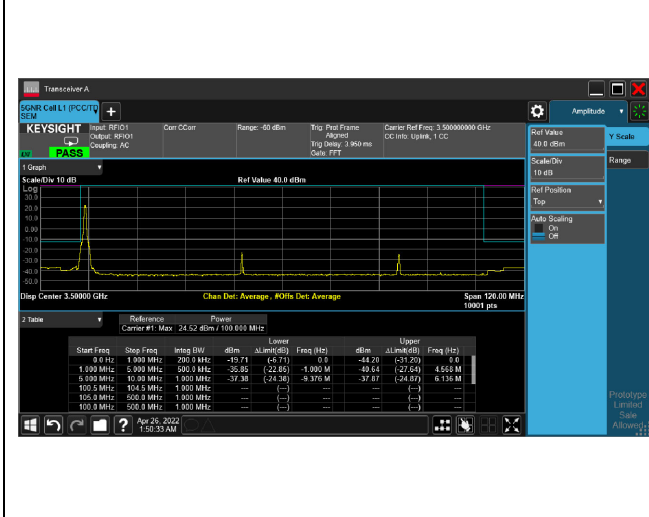 Transceiver A
5GNR Cell L1 (PCC/TD
SEM
+
KEYSIGHT
PASS
Input: RFIO1
Output: RFIO1
Coupling: AC
Corr CCorr
Range: -60 dBm
Trig: Prot Frame
Aligned
Trig Delay: 3.950 ms
Gate: FFT
Carrier Ref Freq: 3.500000000 GHz
CC Info: Uplink, 1 CC
1 Graph
Scale/Div 10 dB
Ref Value 40.0 dBm
Log
30.0
20.0
10.0
0.00
-10.0
-20.0
-30.0
-40.0
-50.0
Disp Center 3.50000 GHz
Chan Det: Average , #Offs Det: Average
Span 120.00 MHz
10001 pts
2 Table
Reference Power
Carrier #1: Max 24.52 dBm / 100.000 MHz
Lower Upper
Start Freq Stop Freq Integ BW dBm ΔLimit(dB) Freq (Hz) dBm ΔLimit(dB) Freq (Hz)
0.0 Hz 1.000 MHz 200.0 kHz -19.71 (-6.71) 0.0 -44.20 (-31.20) 0.0
1.000 MHz 5.000 MHz 500.0 kHz -35.85 (-22.85) -1.000 M -40.64 (-27.64) 4.568 M
5.000 MHz 10.00 MHz 1.000 MHz -37.38 (-24.38) -9.376 M -37.87 (-24.87) 6.136 M
100.5 MHz 104.5 MHz 1.000 MHz --- (---) --- (---)
105.0 MHz 500.0 MHz 1.000 MHz --- (---) --- (---)
100.0 MHz 500.0 MHz 1.000 MHz --- (---) --- (---)
Apr 26, 2022
1:50:33 AM
Amplitude
Ref Value
40.0 dBm
Scale/Div
10 dB
Ref Position
Top
Auto Scaling
On
Off
Y Scale
Range
Prototype
Limited
Sale
Allowed